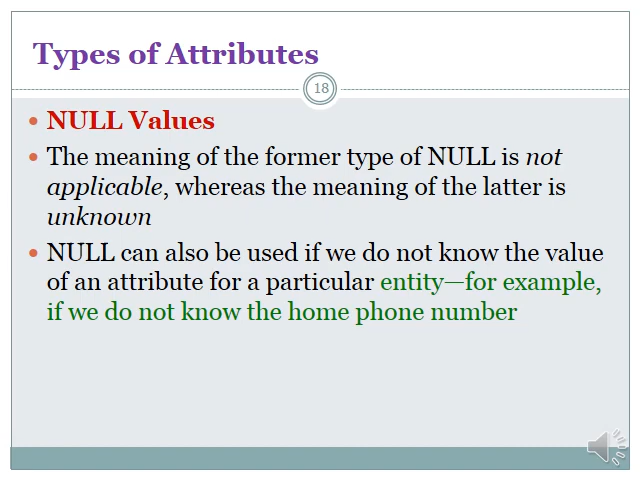 Types of Attributes
18
• NULL Values
• The meaning of the former type of NULL is not
applicable, whereas the meaning of the latter is
unknown
• NULL can also be used if we do not know the value
of an attribute for a particular entity—for example,
if we do not know the home phone number